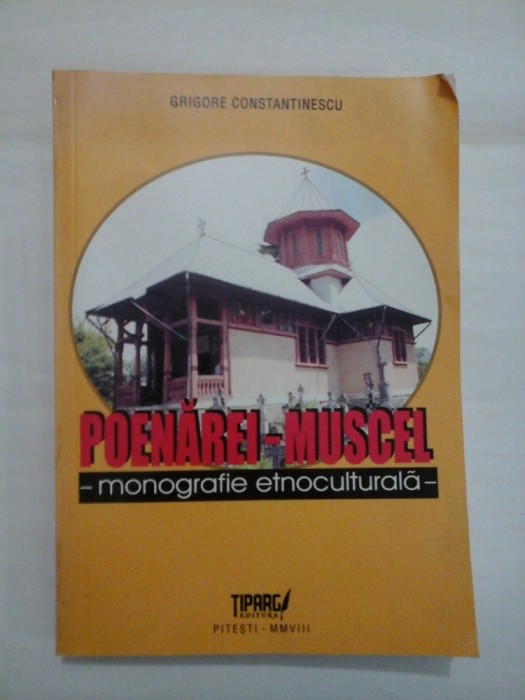 GRIGORE CONSTANTINESCU
POENĂREI - MUSCEL
- monografie etnoculturală -
TIPARG
EDITURA
PITEŞTI - MMVIII